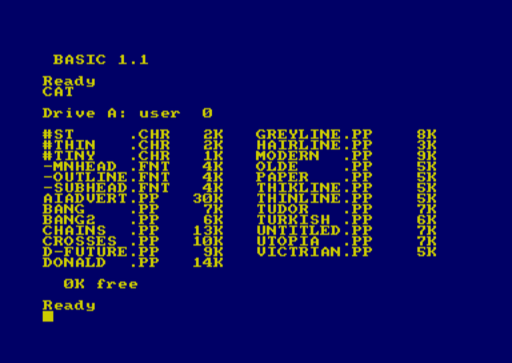 BASIC 1.1
Ready
CAT
Drive A: user  0
#ST     .CHR   2K   GREYLINE.PP    8K
#THIN   .CHR   2K   HAIRLINE.PP    3K
#TINY   .CHR   1K   MODERN  .PP    9K
-MNHEAD .FNT   4K   OLDE    .PP    5K
-OUTLINE.FNT   4K   PAPER   .PP    5K
-SUBHEAD.FNT   4K   THIKLINE.PP    5K
AIADVERT.PP   30K   THINLINE.PP    5K
BANG    .PP    7K   TUDOR   .PP    7K
BANG2   .PP    6K   TURKISH .PP    6K
CHAINS  .PP   13K   UNTITLED.PP    7K
CROSSES .PP   10K   UTOPIA  .PP    7K
D-FUTURE.PP    9K   VICTRIAN.PP    5K
DONALD  .PP   14K
0K free
Ready